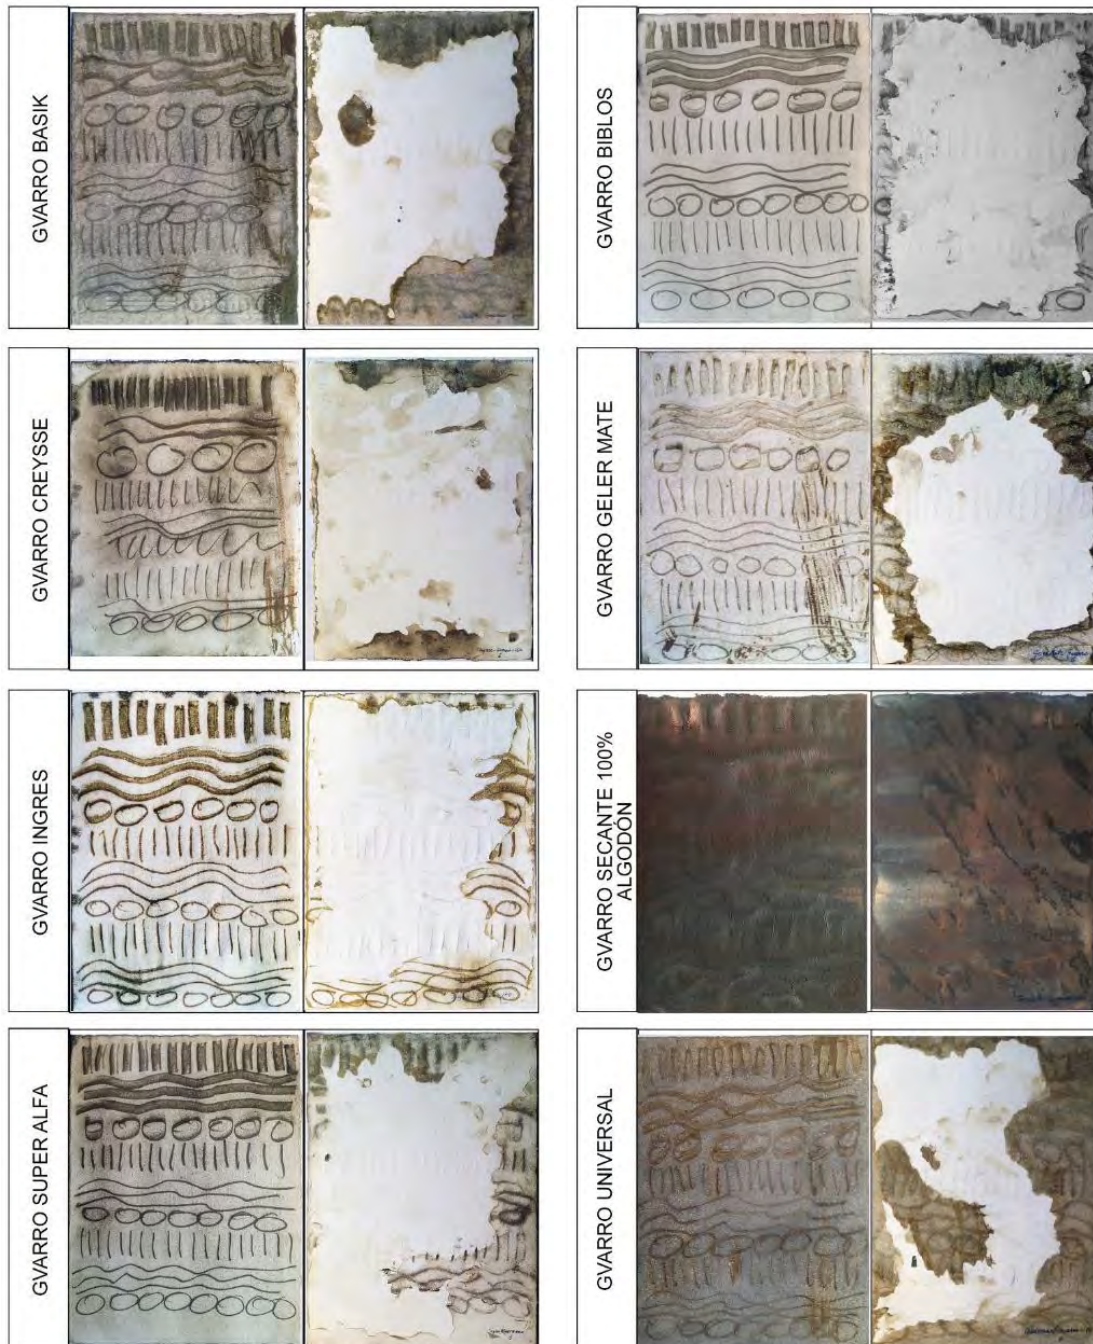 GVARRO BASIK
GVARRO BIBLOS
GVARRO CREYSSE
GVARRO GELER MATE
GVARRO INGRES
GVARRO SECANTE 100%
ALGODÓN
GVARRO SUPER ALFA
GVARRO UNIVERSAL